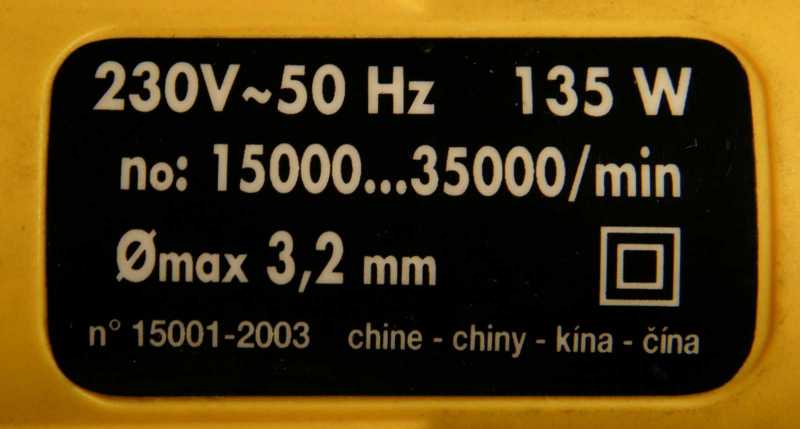 230V~50 Hz 135 W
no: 15000...35000/min
Ømax 3,2 mm
n° 15001-2003 chine - chiny - kína - čína